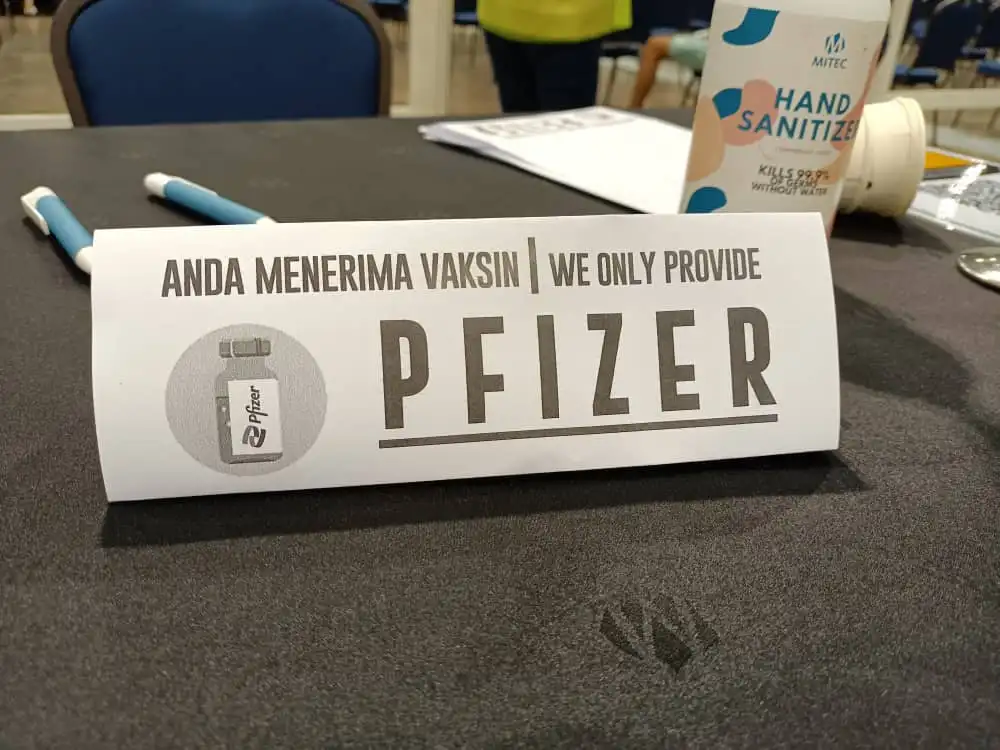 MITEC
HAND
SANITIZE
KILLS 99.9%
OF GERMS
WITHOUT WATER
ANDA MENERIMA VAKSIN | WE ONLY PROVIDE
PFIZER
Pfizer